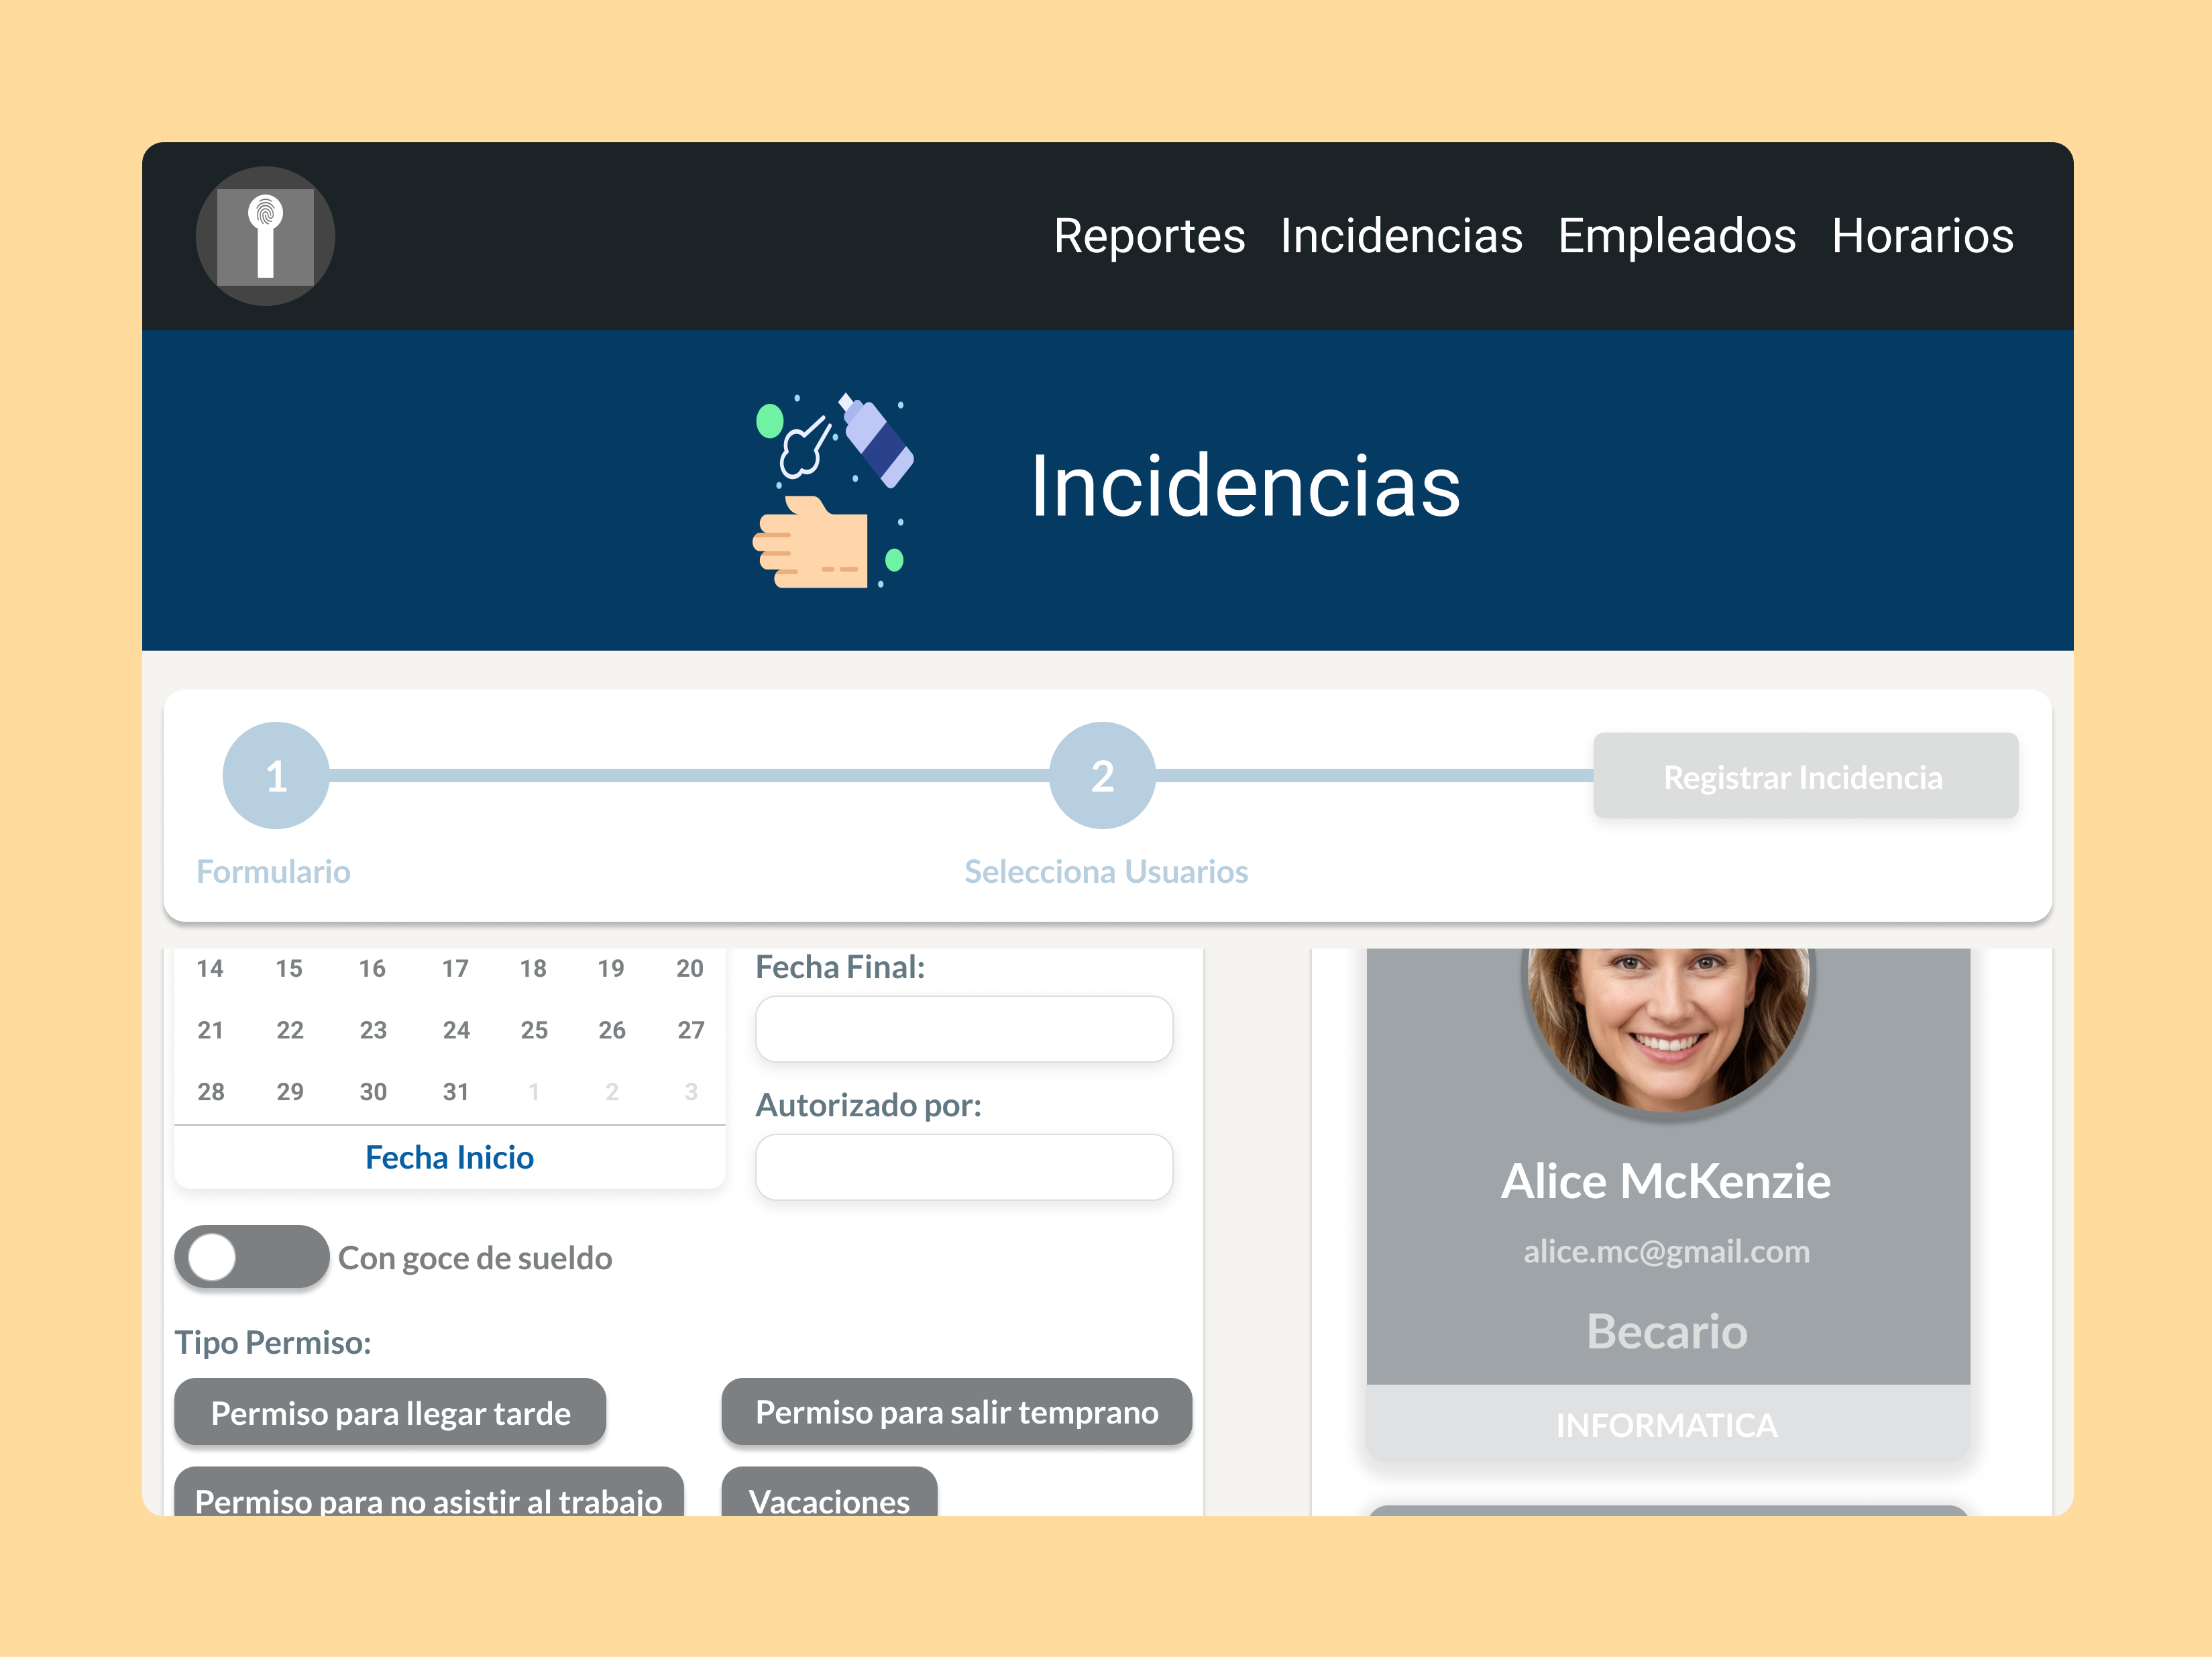 Reportes Incidencias Empleados Horarios
Incidencias
1
2
Registrar Incidencia
Formulario
Selecciona Usuarios
14 15 16 17 18 19 20
21 22 23 24 25 26 27
28 29 30 31 1 2 3
Fecha Inicio
Fecha Final:
Autorizado por:
Con goce de sueldo
Tipo Permiso:
Permiso para llegar tarde
Permiso para salir temprano
Permiso para no asistir al trabajo
Vacaciones
Alice McKenzie
alice.mc@gmail.com
Becario
INFORMATICA